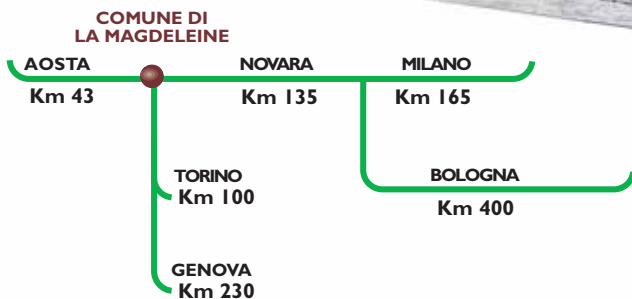 COMUNE DI
LA MAGDELEINE
AOSTA
Km 43
NOVARA
Km 135
MILANO
Km 165
TORINO
Km 100
BOLOGNA
Km 400
GENOVA
Km 230